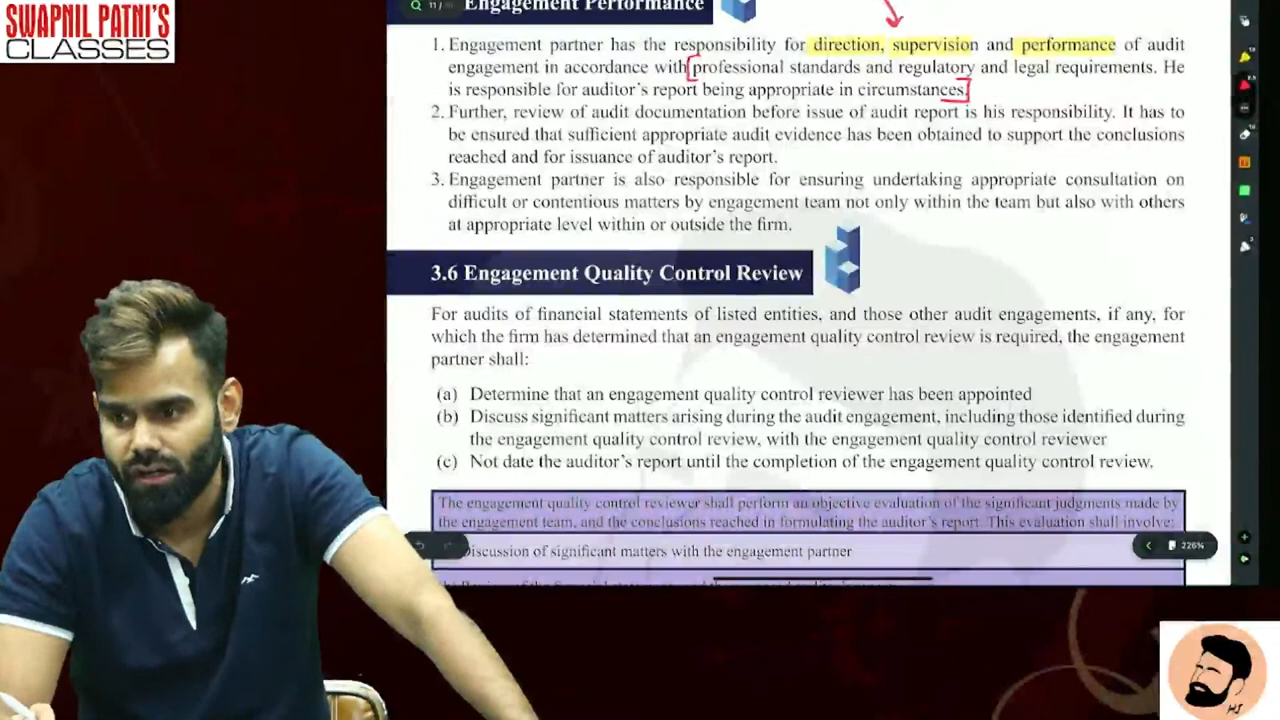 SWAPNIL PATNI'S
CLASSES
11/
Engagement Performance
1. Engagement partner has the responsibility for direction, supervision and performance of audit
engagement in accordance with professional standards and regulatory and legal requirements. He
is responsible for auditor's report being appropriate in circumstances.
2. Further, review of audit documentation before issue of audit report is his responsibility. It has to
be ensured that sufficient appropriate audit evidence has been obtained to support the conclusions
reached and for issuance of auditor's report.
3. Engagement partner is also responsible for ensuring undertaking appropriate consultation on
difficult or contentious matters by engagement team not only within the team but also with others
at appropriate level within or outside the firm.
3.6 Engagement Quality Control Review
For audits of financial statements of listed entities, and those other audit engagements, if any, for
which the firm has determined that an engagement quality control review is required, the engagement
partner shall:
(a) Determine that an engagement quality control reviewer has been appointed
(b) Discuss significant matters arising during the audit engagement, including those identified during
the engagement quality control review, with the engagement quality control reviewer
(c) Not date the auditor's report until the completion of the engagement quality control review.
The engagement quality control reviewer shall perform an objective evaluation of the significant judgments made by
the engagement team, and the conclusions reached in formulating the auditor's report. This evaluation shall involve:
Discussion of significant matters with the engagement partner
226%